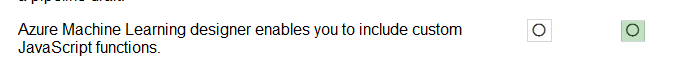 Azure Machine Learning designer enables you to include custom
JavaScript functions.